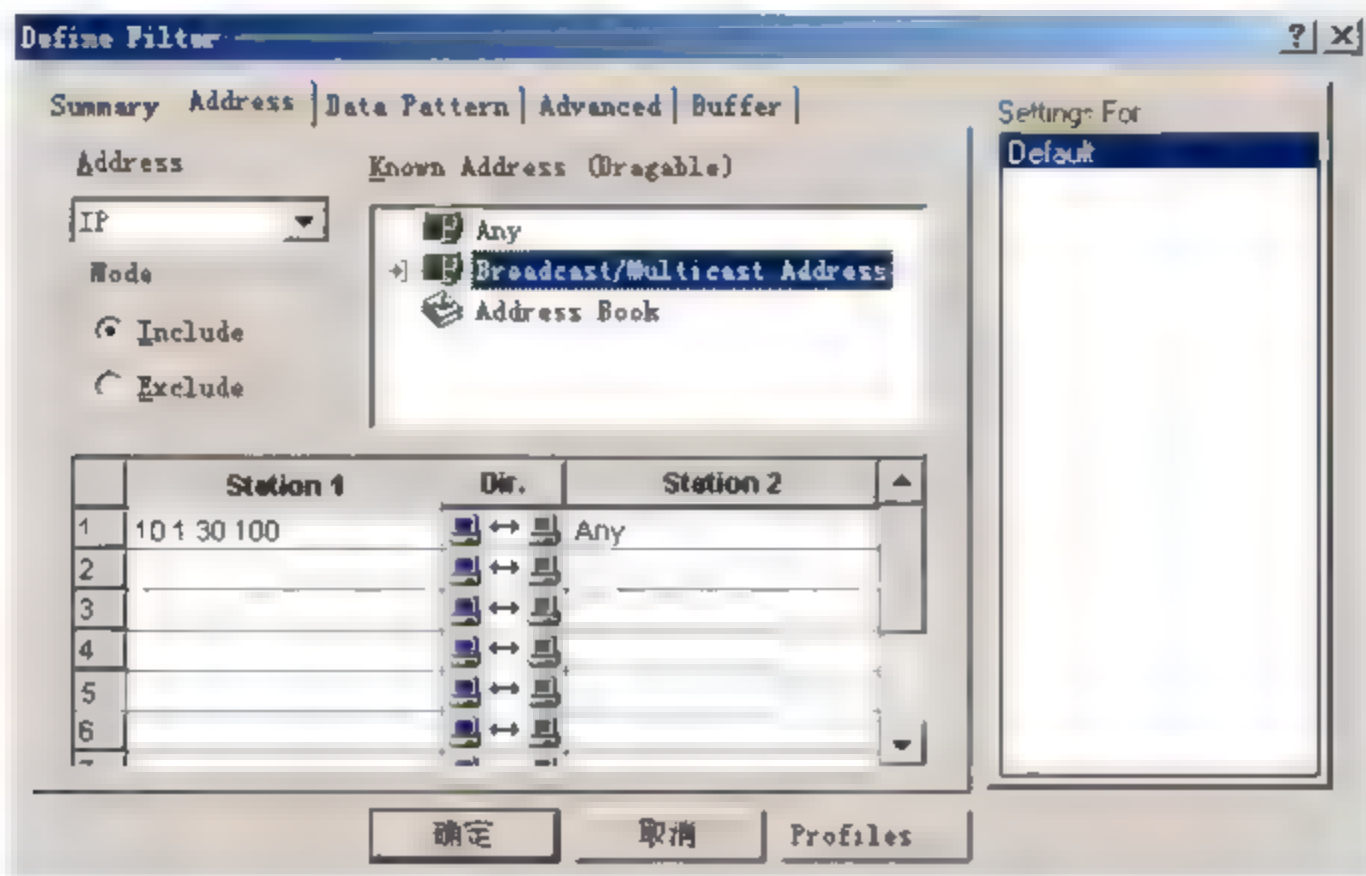 Define Filter
Summary Address Data Pattern Advanced Buffer
Settings For
Default
Address
Known Address (Dragable)
IP
Any
Broadcast/Multicast Address
Address Book
Mode
Include
Exclude
Station 1 Dir. Station 2
1 10 1 30 100 Any
2
3
4
5
6
确定 取消 Profiles